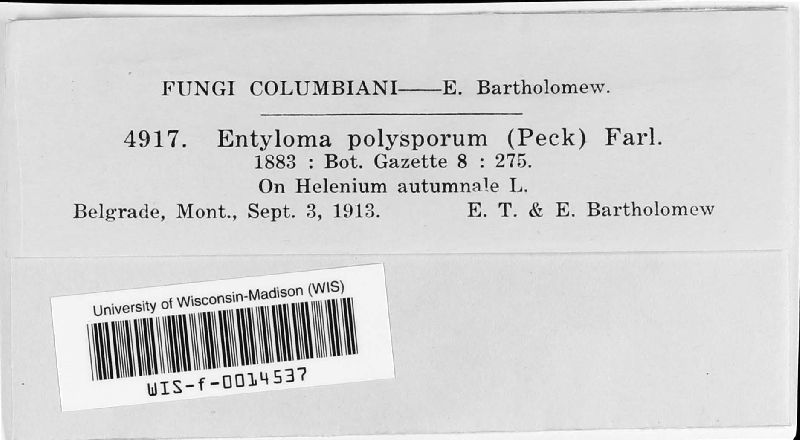 FUNGI COLUMBIANI——E. Bartholomew.
4917. Entyloma polysporum (Peck) Farl.
1883 : Bot. Gazette 8 : 275.
On Helenium autumnale L.
Belgrade, Mont., Sept. 3, 1913. E. T. & E. Bartholomew
University of Wisconsin-Madison (WIS)
WIS-f-0014537